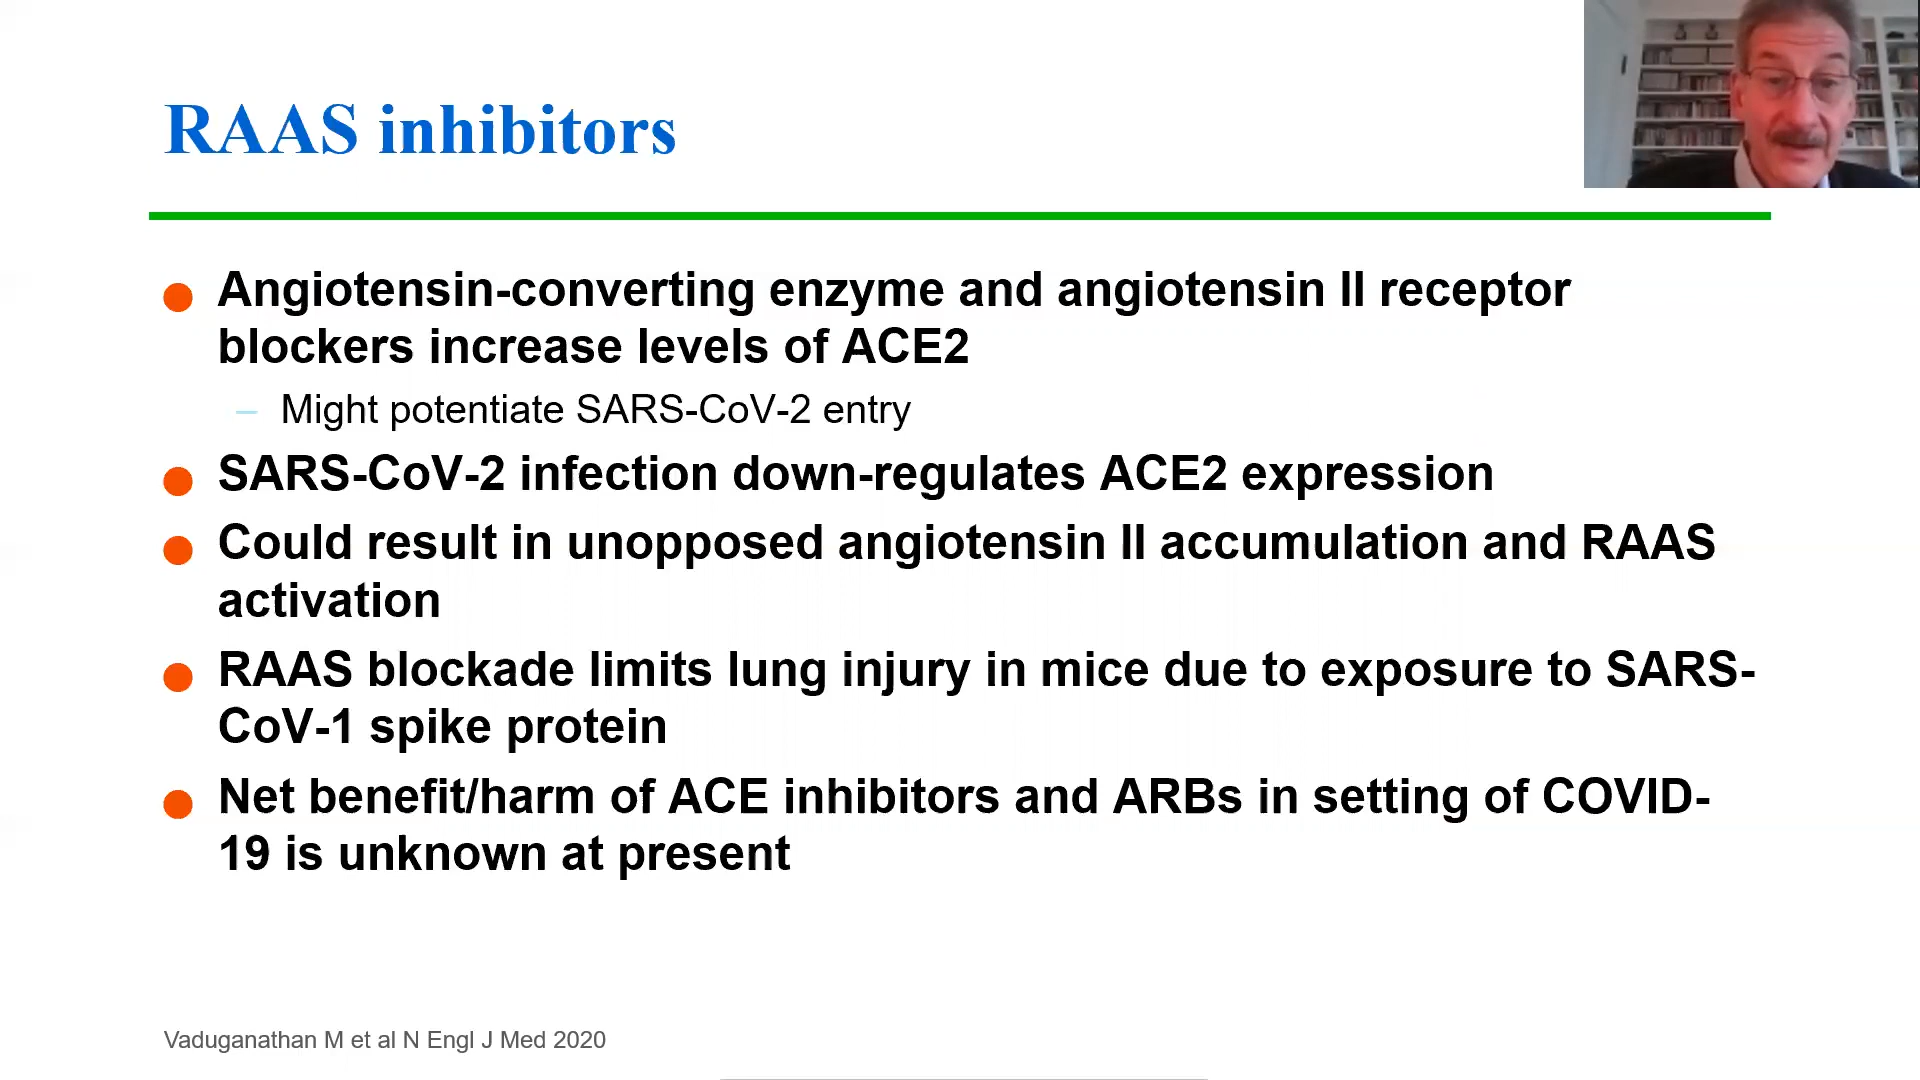 RAAS inhibitors
Angiotensin-converting enzyme and angiotensin II receptor
blockers increase levels of ACE2
– Might potentiate SARS-CoV-2 entry
SARS-CoV-2 infection down-regulates ACE2 expression
Could result in unopposed angiotensin II accumulation and RAAS
activation
RAAS blockade limits lung injury in mice due to exposure to SARS-
CoV-1 spike protein
Net benefit/harm of ACE inhibitors and ARBs in setting of COVID-
19 is unknown at present
Vaduganathan M et al N Engl J Med 2020